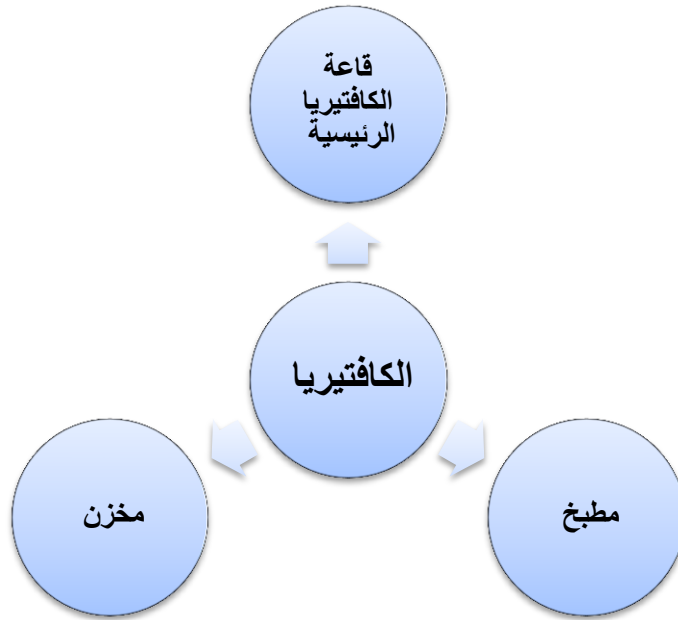 قاعة
الكافتيريا
الرئيسية
الكافتيريا
مخزن
مطبخ